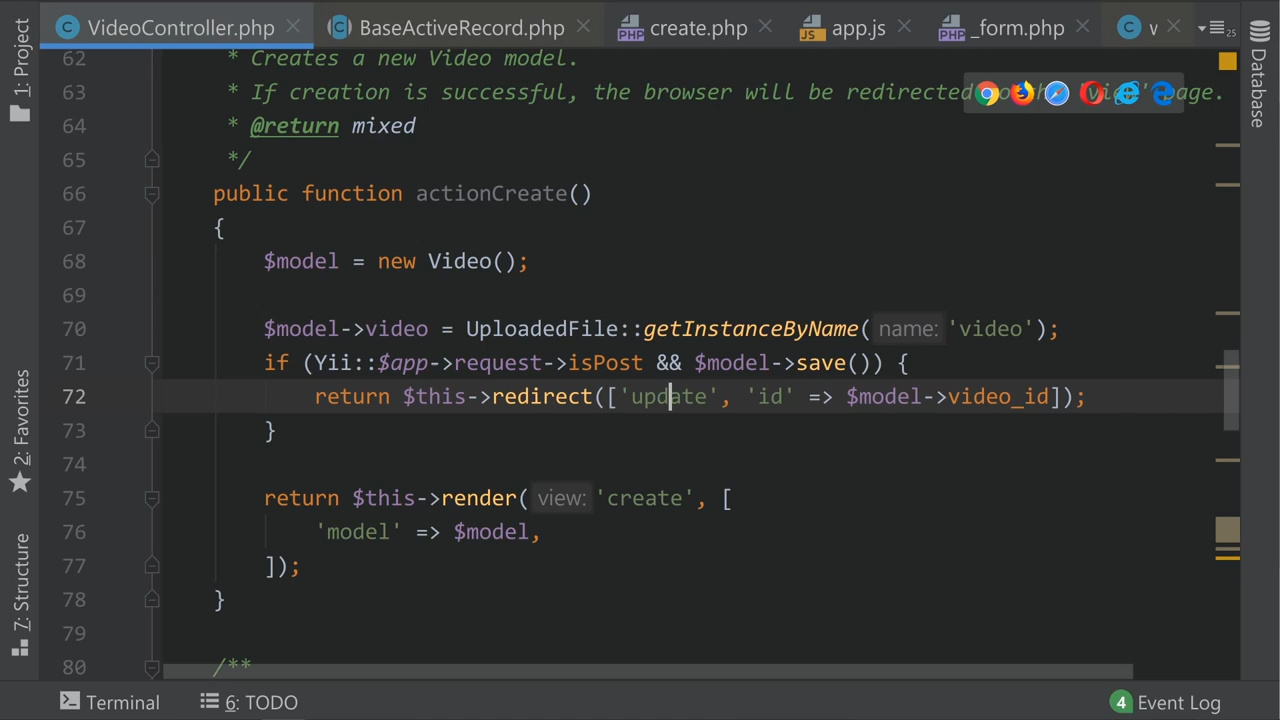 VideoController.php BaseActiveRecord.php create.php app.js _form.php v 25
1: Project
2: Favorites
7: Structure
Database
62 * Creates a new Video model.
63 * If creation is successful, the browser will be redirected page.
64 * @return mixed
65 */
66 public function actionCreate()
67 {
68 $model = new Video();
69
70 $model->video = UploadedFile::getInstanceByName( name: 'video');
71 if (Yii::$app->request->isPost && $model->save()) {
72 return $this->redirect(['update', 'id' => $model->video_id]);
73 }
74
75 return $this->render( view: 'create', [
76 'model' => $model,
77 ]);
78 }
79
80 /**
Terminal 6: TODO 4 Event Log